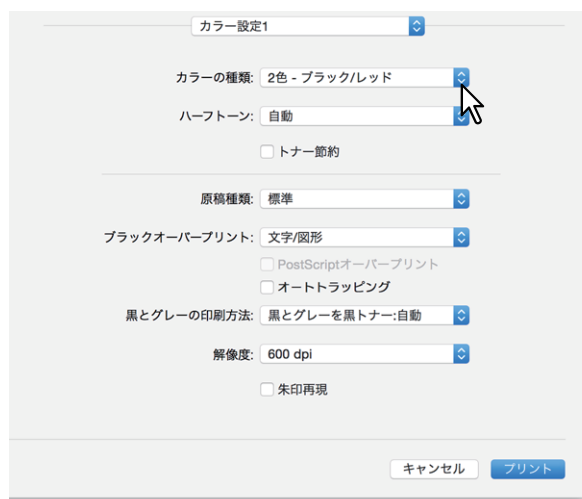 カラー設定1
カラーの種類: 2色 - ブラック/レッド
ハーフトーン: 自動
トナー節約
原稿種類: 標準
ブラックオーバープリント: 文字/図形
PostScriptオーバープリント
オートトラッピング
黒とグレーの印刷方法: 黒とグレーを黒トナー:自動
解像度: 600 dpi
朱印再現
キャンセル プリント